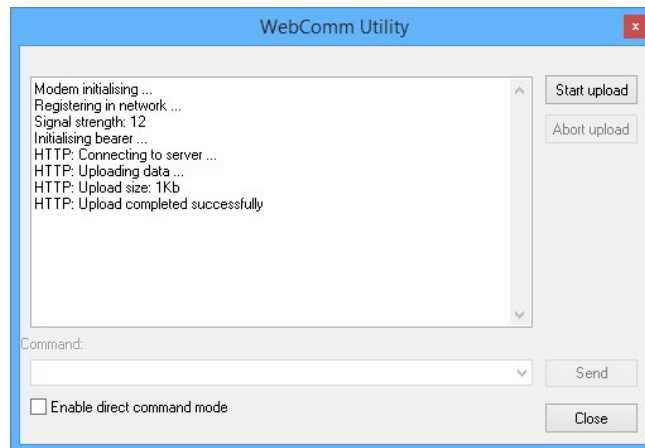 WebComm Utility
x
Modem initialising ...
Registering in network ...
Signal strength: 12
Initialising bearer ...
HTTP: Connecting to server ...
HTTP: Uploading data ...
HTTP: Upload size: 1Kb
HTTP: Upload completed successfully
Start upload
Abort upload
Command:
Send
Enable direct command mode
Close